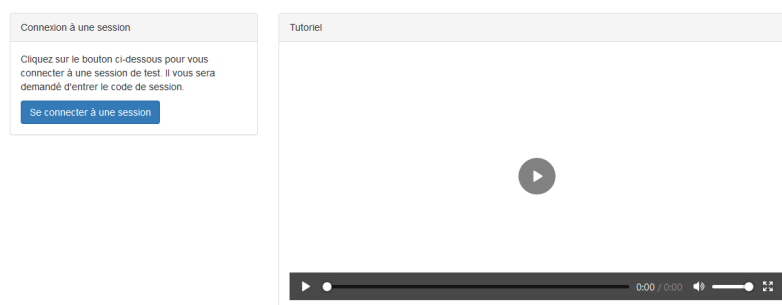 Connexion à une session
Cliquez sur le bouton ci-dessous pour vous
connecter à une session de test. Il vous sera
demandé d'entrer le code de session.
Se connecter à une session
Tutoriel
0:00 / 0:00